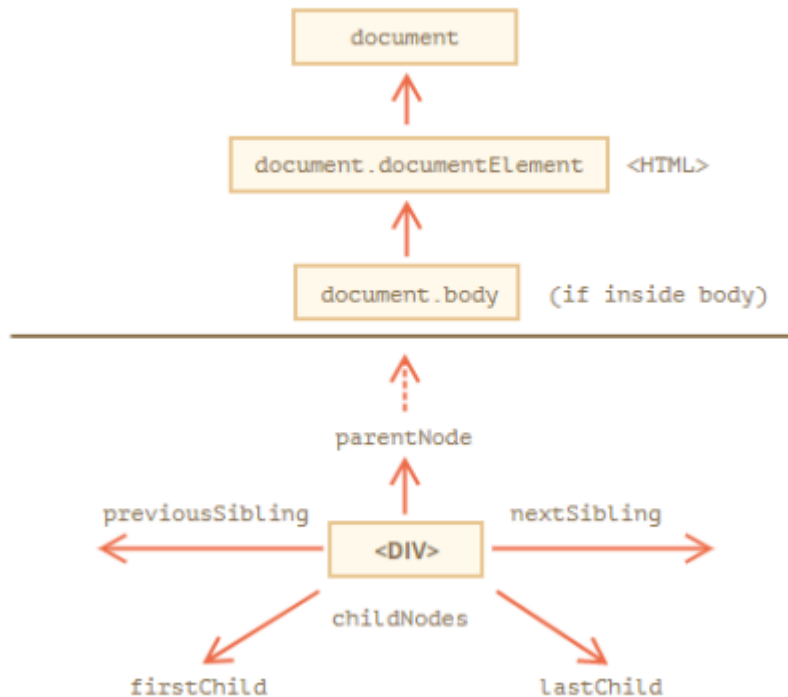 document
document.documentElement <HTML>
document.body (if inside body)
parentNode
previousSibling nextSibling
<DIV>
childNodes
firstChild lastChild